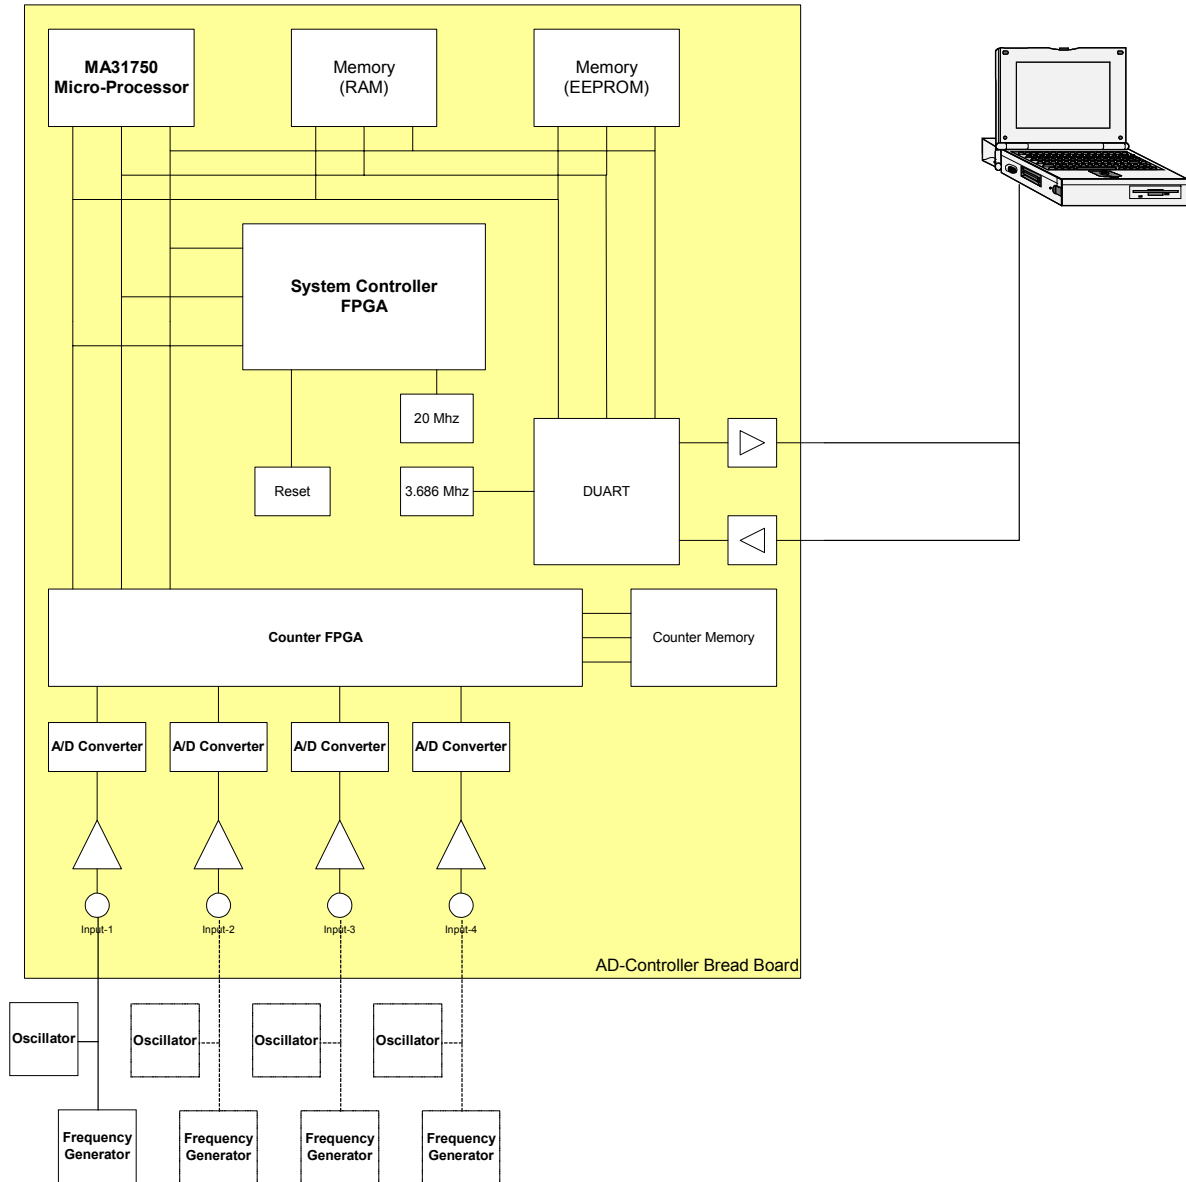 MA31750
Micro-Processor
Memory
(RAM)
Memory
(EEPROM)
System Controller
FPGA
20 Mhz
Reset
3.686 Mhz
DUART
Counter FPGA
Counter Memory
A/D Converter
A/D Converter
A/D Converter
A/D Converter
Input-1
Input-2
Input-3
Input-4
AD-Controller Bread Board
Oscillator
Oscillator
Oscillator
Oscillator
Frequency
Generator
Frequency
Generator
Frequency
Generator
Frequency
Generator